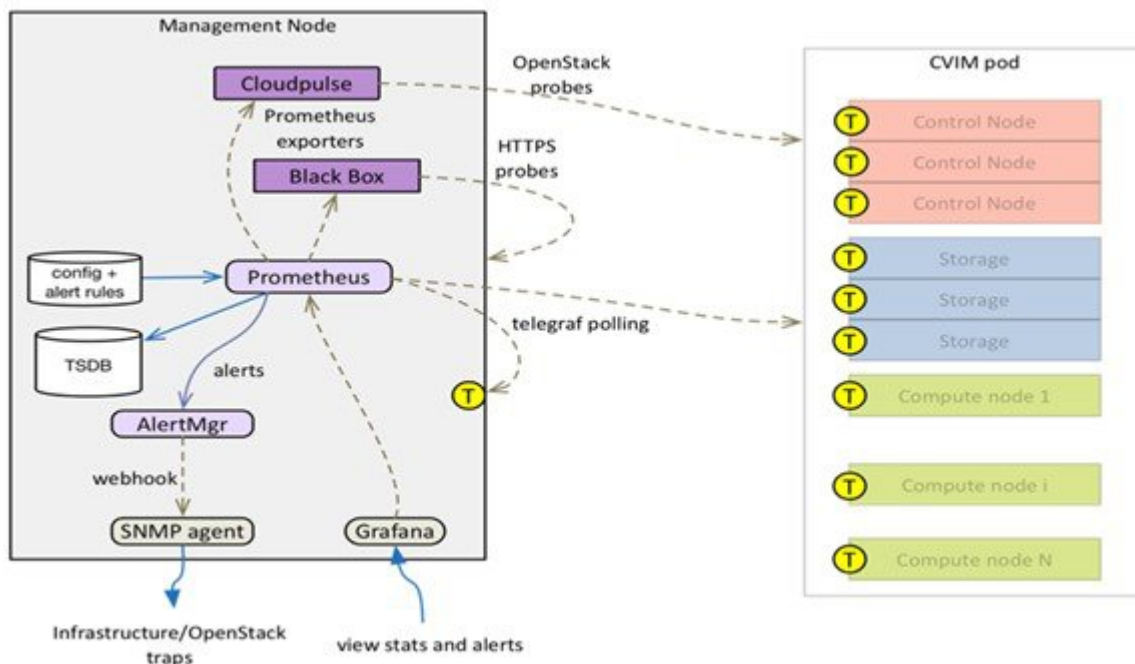 Management Node
Cloudpulse
Prometheus
exporters
Black Box
OpenStack
probes
HTTPS
probes
config +
alert rules
Prometheus
TSDB
alerts
telegraf polling
T
AlertMgr
webhook
SNMP agent
Grafana
Infrastructure/OpenStack
traps
view stats and alerts
CVIM pod
T Control Node
T Control Node
T Control Node
T Storage
T Storage
T Storage
T Compute node 1
T Compute node i
T Compute node N